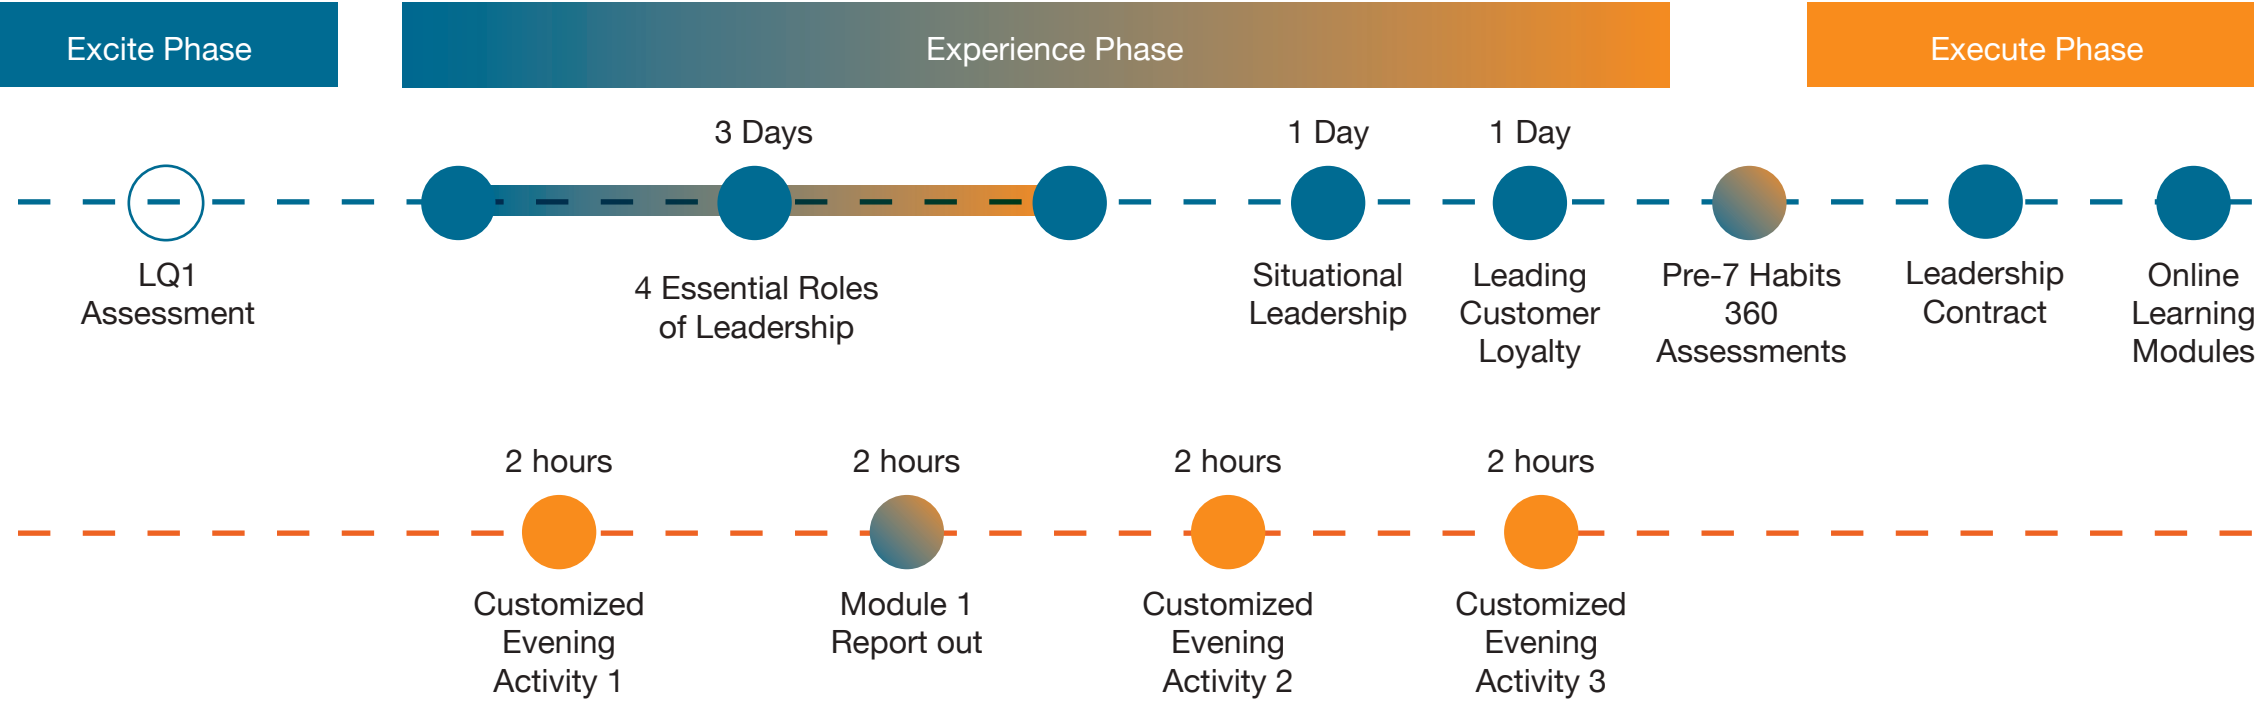 Excite Phase
Experience Phase
Execute Phase
3 Days
1 Day
1 Day
LQ1
Assessment
4 Essential Roles
of Leadership
Situational
Leadership
Leading
Customer
Loyalty
Pre-7 Habits
360
Assessments
Leadership
Contract
Online
Learning
Modules
2 hours
2 hours
2 hours
2 hours
Customized
Evening
Activity 1
Module 1
Report out
Customized
Evening
Activity 2
Customized
Evening
Activity 3